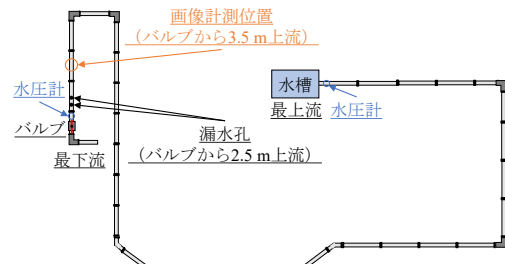 画像計測位置
(バルブから3.5 m上流)
水圧計
バルブ
最下流
漏水孔
(バルブから2.5 m上流)
水槽
最上流
水圧計